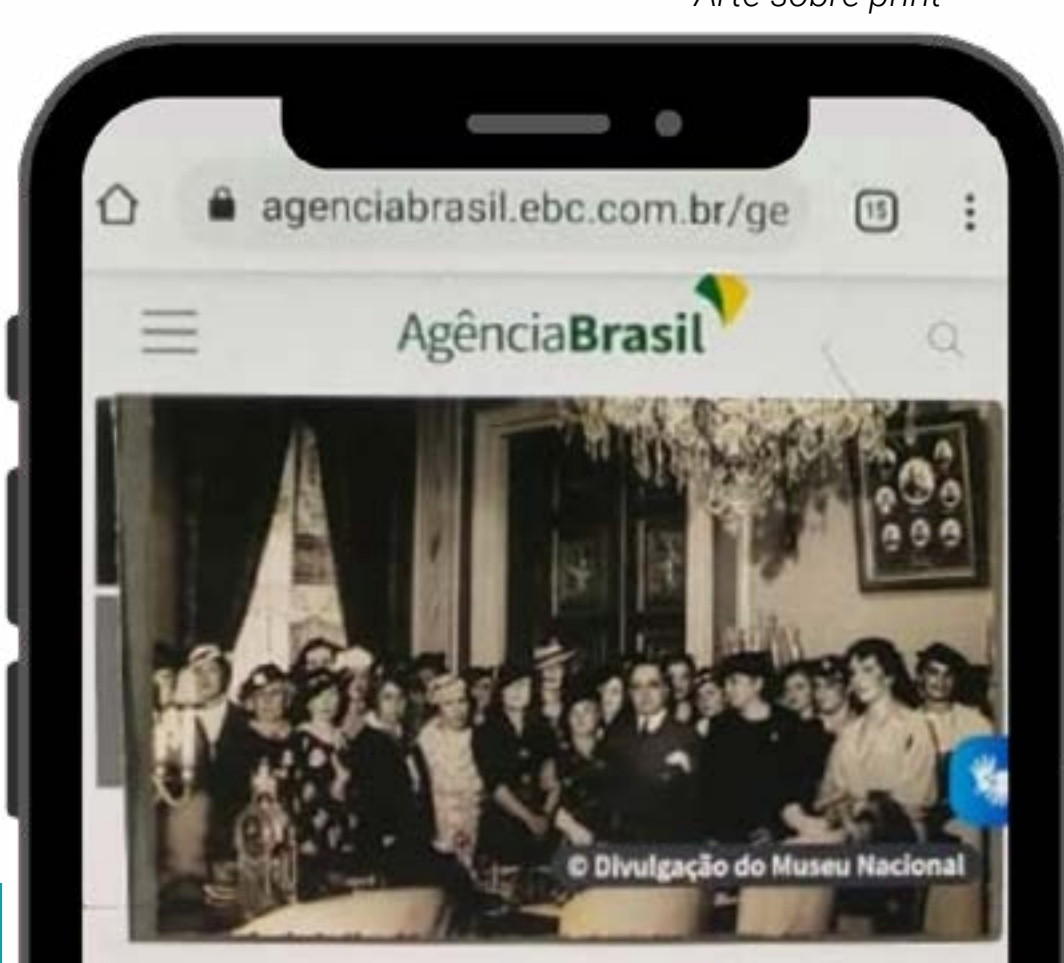 Arte sobre print
agenciabrasil.ebc.com.br/ge
15
AgênciaBrasil
© Divulgação do Museu Nacional